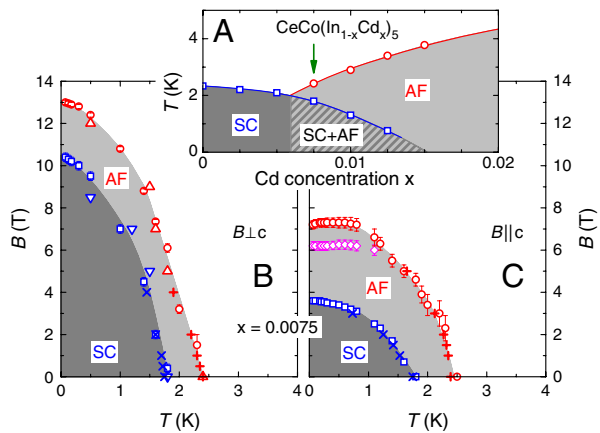 A
CeCo(In1-xCdx)5
T (K)
4
2
0
AF
SC
SC+AF
0
0.01
0.02
Cd concentration x
14
12
10
8
6
4
2
0
B (T)
AF
SC
B⊥c
B
x = 0.0075
0
1
2
3
4
T (K)
B||c
C
AF
SC
14
12
10
8
6
4
2
0
B (T)
1
2
3
4
T (K)